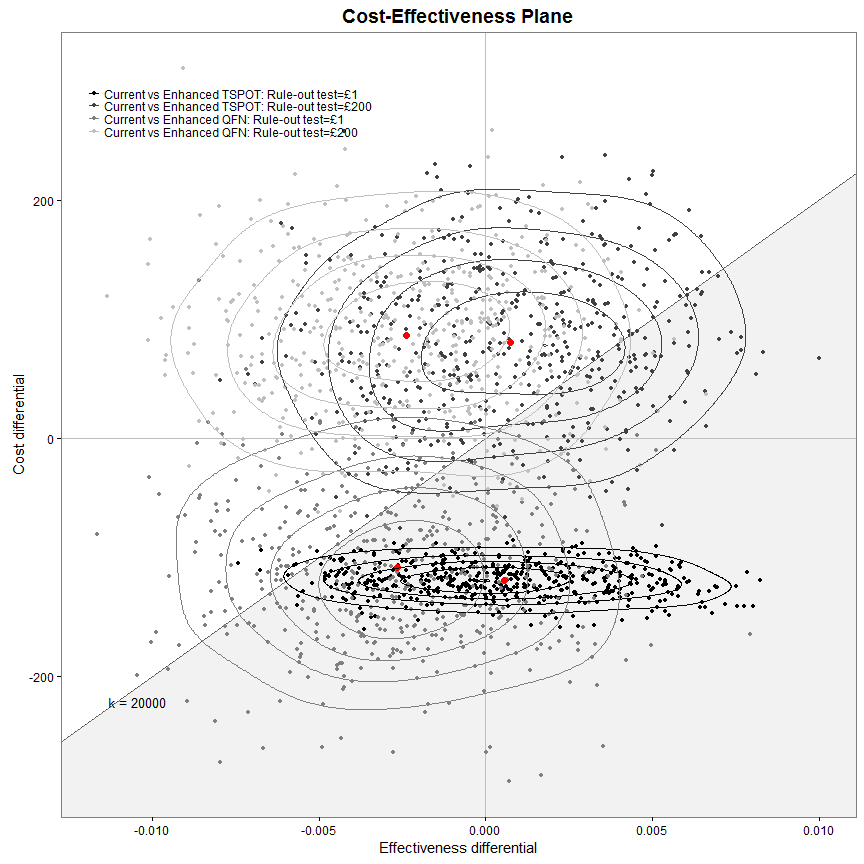 Cost-Effectiveness Plane
Current vs Enhanced TSPOT: Rule-out test=£1
Current vs Enhanced TSPOT: Rule-out test=£200
Current vs Enhanced QFN: Rule-out test=£1
Current vs Enhanced QFN: Rule-out test=£200
200
0
-200
Cost differential
k = 20000
-0.010
-0.005
0.000
0.005
0.010
Effectiveness differential